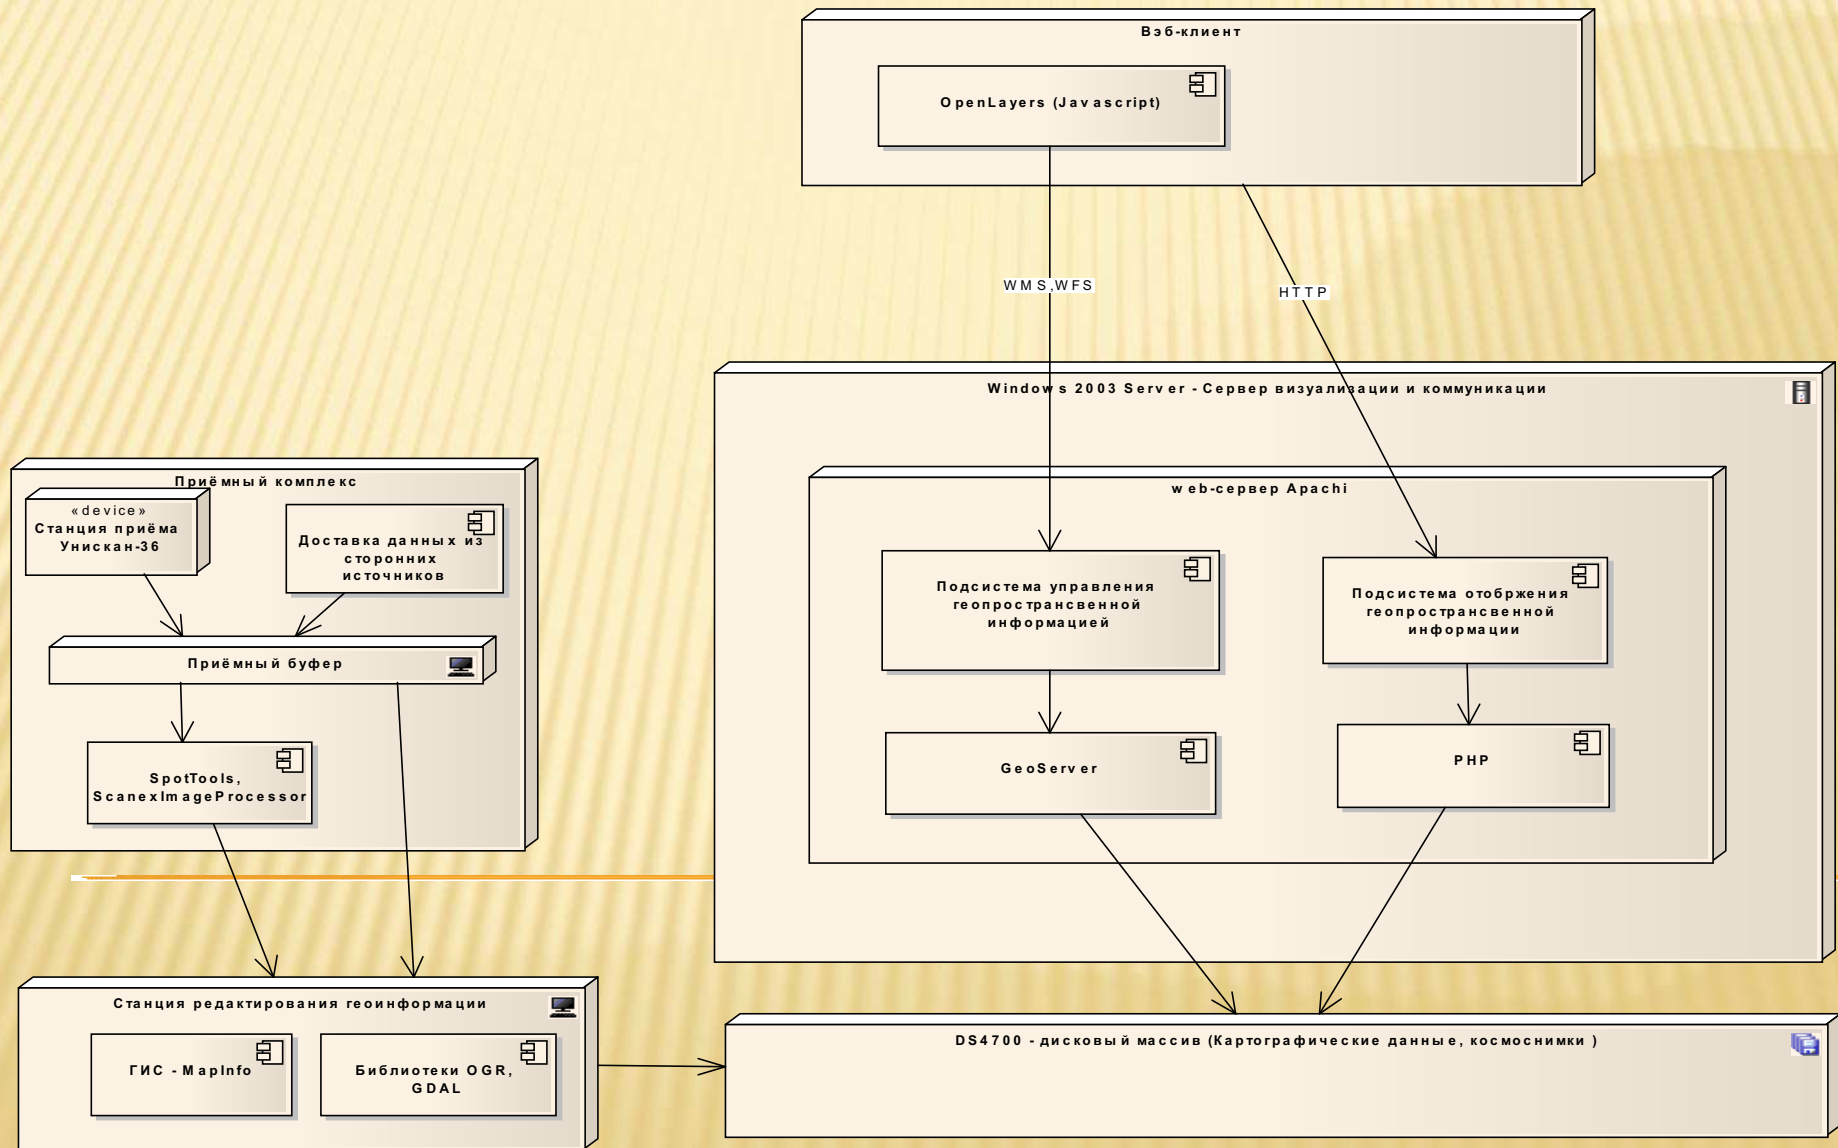 Вэб-клиент
OpenLayers (Javascript)
WMS,WFS
HTTP
Windows 2003 Server - Сервер визуализации и коммуникации
web-сервер Apachi
Подсистема управления
геопространсвенной
информацией
Подсистема отобржения
геопространсвенной
информации
GeoServer
PHP
Приёмный комплекс
«device»
Станция приёма
Унискан-36
Доставка данных из
сторонних
источников
Приёмный буфер
SpotTools,
ScanexImageProcessor
Станция редактирования геоинформации
ГИС - MapInfo
Библиотеки OGR,
GDAL
DS4700 - дисковый массив (Картографические данные, космоснимки )